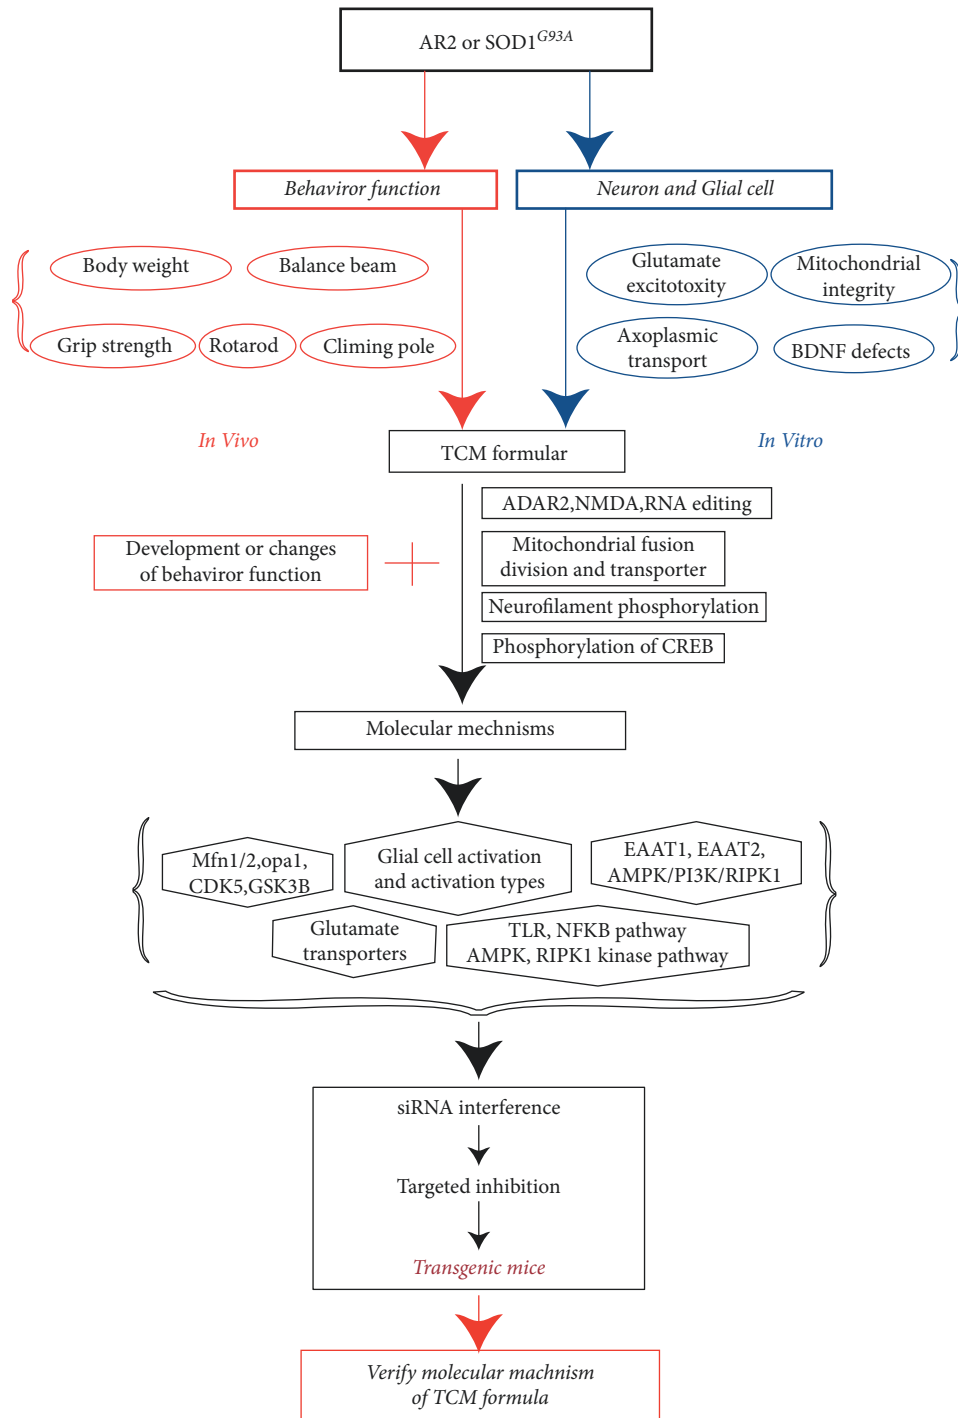 AR2 or SOD1^G93A
Behaviror function
Neuron and Glial cell
Body weight
Balance beam
Grip strength
Rotarod
Climing pole
Glutamate
excitotoxity
Mitochondrial
integrity
Axoplasmic
transport
BDNF defects
In Vivo
In Vitro
TCM formular
ADAR2,NMDA,RNA editing
Mitochondrial fusion
division and transporter
Neurofilament phosphorylation
Phosphorylation of CREB
Development or changes
of behaviror function
Molecular mechnisms
Mfn1/2,opa1,
CDK5,GSK3B
Glial cell activation
and activation types
EAAT1, EAAT2,
AMPK/PI3K/RIPK1
Glutamate
transporters
TLR, NFKB pathway
AMPK, RIPK1 kinase pathway
siRNA interference
Targeted inhibition
Transgenic mice
Verify molecular machnism
of TCM formula